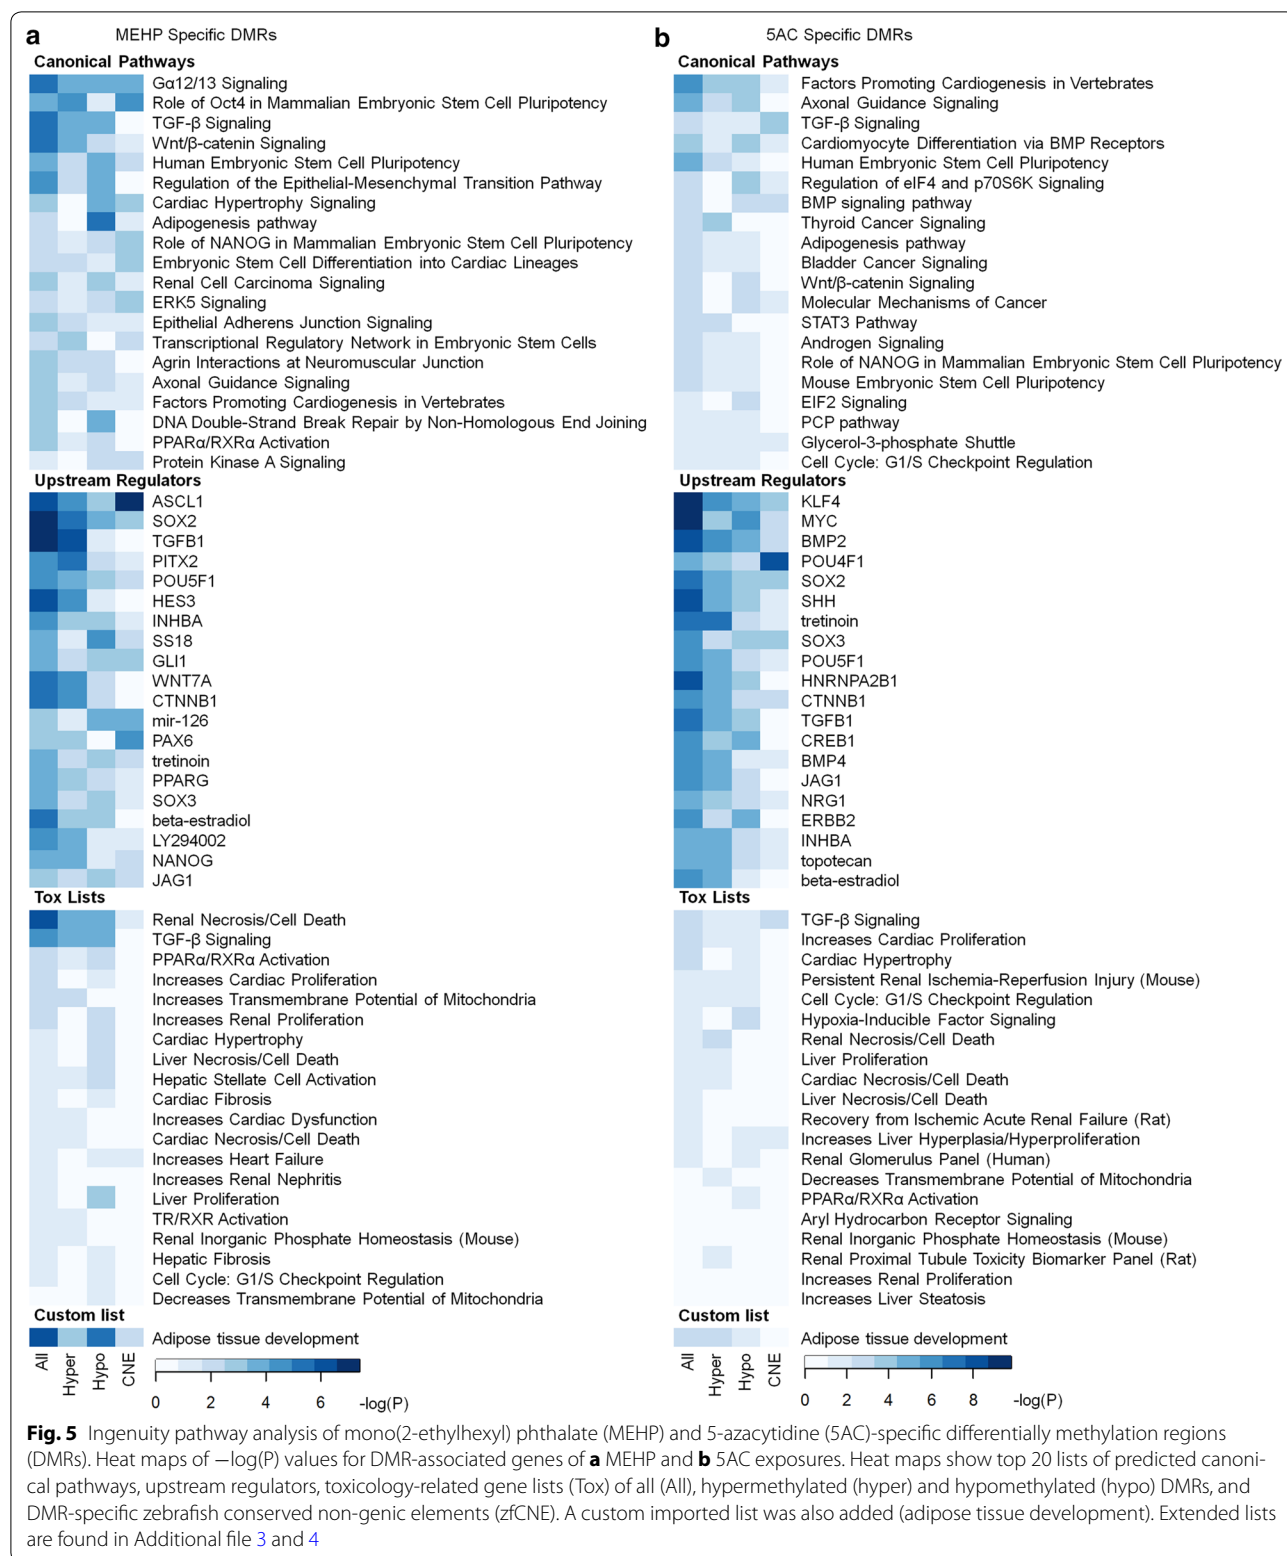 a
MEHP Specific DMRs
Canonical Pathways
Gα12/13 Signaling
Role of Oct4 in Mammalian Embryonic Stem Cell Pluripotency
TGF-β Signaling
Wnt/β-catenin Signaling
Human Embryonic Stem Cell Pluripotency
Regulation of the Epithelial-Mesenchymal Transition Pathway
Cardiac Hypertrophy Signaling
Adipogenesis pathway
Role of NANOG in Mammalian Embryonic Stem Cell Pluripotency
Embryonic Stem Cell Differentiation into Cardiac Lineages
Renal Cell Carcinoma Signaling
ERK5 Signaling
Epithelial Adherens Junction Signaling
Transcriptional Regulatory Network in Embryonic Stem Cells
Agrin Interactions at Neuromuscular Junction
Axonal Guidance Signaling
Factors Promoting Cardiogenesis in Vertebrates
DNA Double-Strand Break Repair by Non-Homologous End Joining
PPARα/RXRα Activation
Protein Kinase A Signaling
Upstream Regulators
ASCL1
SOX2
TGFB1
PITX2
POU5F1
HES3
INHBA
SS18
GLI1
WNT7A
CTNNB1
mir-126
PAX6
tretinoin
PPARG
SOX3
beta-estradiol
LY294002
NANOG
JAG1
Tox Lists
Renal Necrosis/Cell Death
TGF-β Signaling
PPARα/RXRα Activation
Increases Cardiac Proliferation
Increases Transmembrane Potential of Mitochondria
Increases Renal Proliferation
Cardiac Hypertrophy
Liver Necrosis/Cell Death
Hepatic Stellate Cell Activation
Cardiac Fibrosis
Increases Cardiac Dysfunction
Cardiac Necrosis/Cell Death
Increases Heart Failure
Increases Renal Nephritis
Liver Proliferation
TR/RXR Activation
Renal Inorganic Phosphate Homeostasis (Mouse)
Hepatic Fibrosis
Cell Cycle: G1/S Checkpoint Regulation
Decreases Transmembrane Potential of Mitochondria
Custom list
Adipose tissue development
All
Hyper
Hypo
CNE
0 2 4 6 -log(P)
b
5AC Specific DMRs
Canonical Pathways
Factors Promoting Cardiogenesis in Vertebrates
Axonal Guidance Signaling
TGF-β Signaling
Cardiomyocyte Differentiation via BMP Receptors
Human Embryonic Stem Cell Pluripotency
Regulation of eIF4 and p70S6K Signaling
BMP signaling pathway
Thyroid Cancer Signaling
Adipogenesis pathway
Bladder Cancer Signaling
Wnt/β-catenin Signaling
Molecular Mechanisms of Cancer
STAT3 Pathway
Androgen Signaling
Role of NANOG in Mammalian Embryonic Stem Cell Pluripotency
Mouse Embryonic Stem Cell Pluripotency
EIF2 Signaling
PCP pathway
Glycerol-3-phosphate Shuttle
Cell Cycle: G1/S Checkpoint Regulation
Upstream Regulators
KLF4
MYC
BMP2
POU4F1
SOX2
SHH
tretinoin
SOX3
POU5F1
HNRNPA2B1
CTNNB1
TGFB1
CREB1
BMP4
JAG1
NRG1
ERBB2
INHBA
topotecan
beta-estradiol
Tox Lists
TGF-β Signaling
Increases Cardiac Proliferation
Cardiac Hypertrophy
Persistent Renal Ischemia-Reperfusion Injury (Mouse)
Cell Cycle: G1/S Checkpoint Regulation
Hypoxia-Inducible Factor Signaling
Renal Necrosis/Cell Death
Liver Proliferation
Cardiac Necrosis/Cell Death
Liver Necrosis/Cell Death
Recovery from Ischemic Acute Renal Failure (Rat)
Increases Liver Hyperplasia/Hyperproliferation
Renal Glomerulus Panel (Human)
Decreases Transmembrane Potential of Mitochondria
PPARα/RXRα Activation
Aryl Hydrocarbon Receptor Signaling
Renal Inorganic Phosphate Homeostasis (Mouse)
Renal Proximal Tubule Toxicity Biomarker Panel (Rat)
Increases Renal Proliferation
Increases Liver Steatosis
Custom list
Adipose tissue development
All
Hyper
Hypo
CNE
0 2 4 6 8 -log(P)
Fig. 5 Ingenuity pathway analysis of mono(2-ethylhexyl) phthalate (MEHP) and 5-azacytidine (5AC)-specific differentially methylation regions
(DMRs). Heat maps of −log(P) values for DMR-associated genes of a MEHP and b 5AC exposures. Heat maps show top 20 lists of predicted canoni-
cal pathways, upstream regulators, toxicology-related gene lists (Tox) of all (All), hypermethylated (hyper) and hypomethylated (hypo) DMRs, and
DMR-specific zebrafish conserved non-genic elements (zfCNE). A custom imported list was also added (adipose tissue development). Extended lists
are found in Additional file 3 and 4